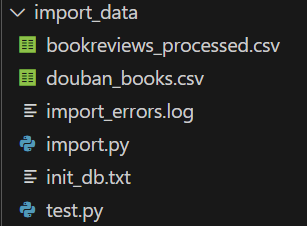 import_data
bookreviews_processed.csv
douban_books.csv
import_errors.log
import.py
init_db.txt
test.py